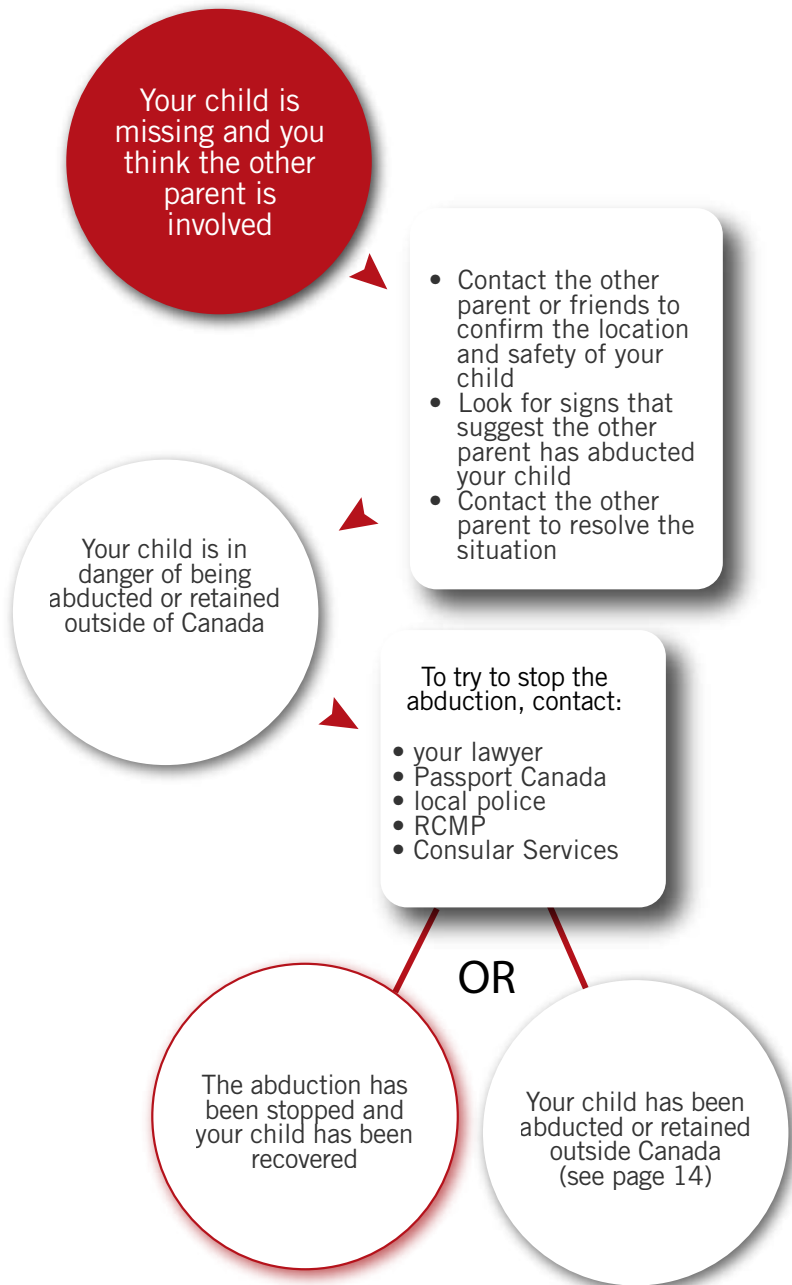 Your child is
missing and you
think the other
parent is
involved
• Contact the other
parent or friends to
confirm the location
and safety of your
child
• Look for signs that
suggest the other
parent has abducted
your child
• Contact the other
parent to resolve the
situation
Your child is in
danger of being
abducted or retained
outside of Canada
To try to stop the
abduction, contact:
• your lawyer
• Passport Canada
• local police
• RCMP
• Consular Services
OR
The abduction has
been stopped and
your child has been
recovered
Your child has been
abducted or retained
outside Canada
(see page 14)